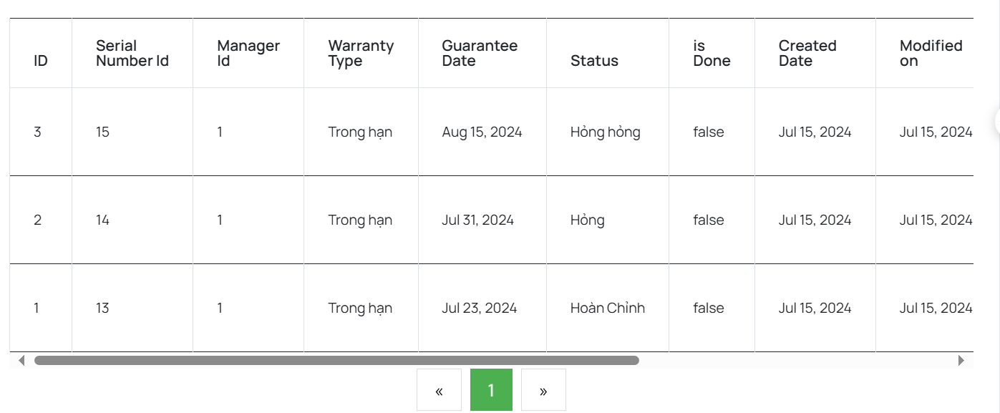 ID Serial Number Id Manager Id Warranty Type Guarantee Date Status is Done Created Date Modified on
3 15 1 Trong hạn Aug 15, 2024 Hỏng hỏng false Jul 15, 2024 Jul 15, 2024
2 14 1 Trong hạn Jul 31, 2024 Hỏng false Jul 15, 2024 Jul 15, 2024
1 13 1 Trong hạn Jul 23, 2024 Hoàn Chỉnh false Jul 15, 2024 Jul 15, 2024
« 1 »